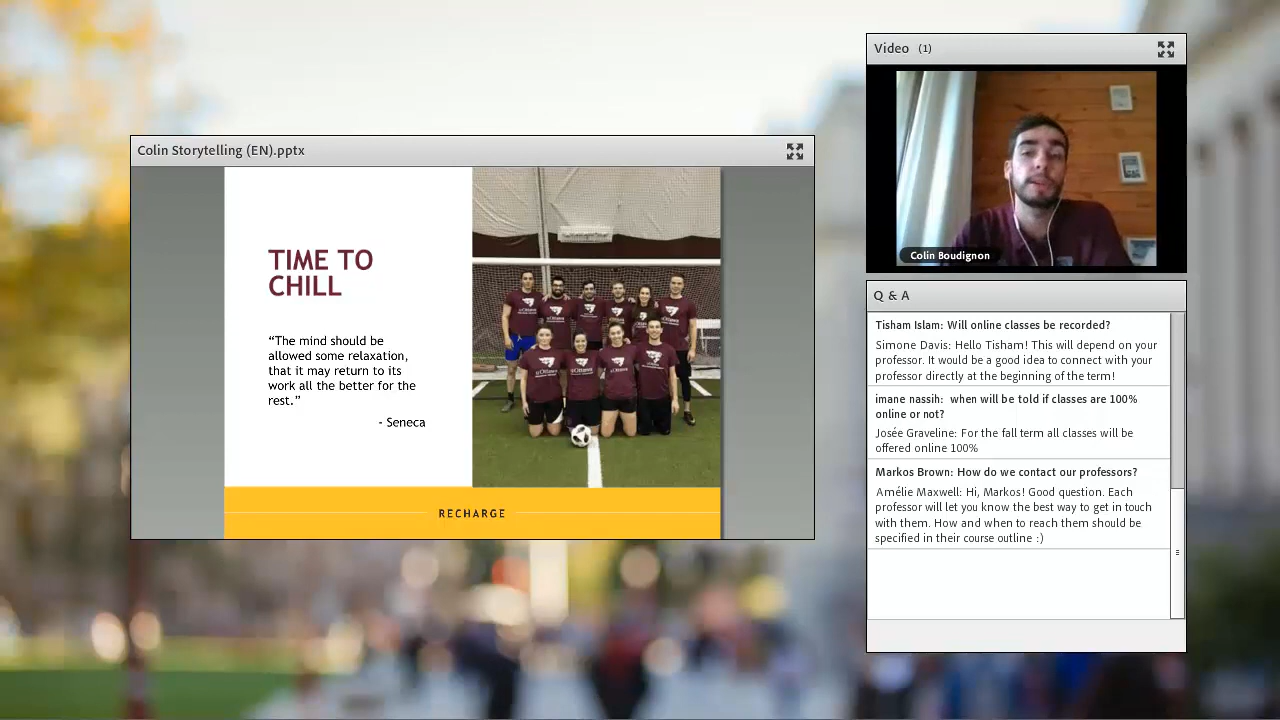 Colin Storytelling (EN).pptx
TIME TO
CHILL
“The mind should be
allowed some relaxation,
that it may return to its
work all the better for the
rest.”
- Seneca
RECHARGE
uOttawa
uOttawa
uOttawa
uOttawa
Video (1)
Colin Boudignon
Q & A
Tisham Islam: Will online classes be recorded?
Simone Davis: Hello Tisham! This will depend on your
professor. It would be a good idea to connect with your
professor directly at the beginning of the term!
imane nassih:  when will be told if classes are 100%
online or not?
Josée Graveline: For the fall term all classes will be
offered online 100%
Markos Brown: How do we contact our professors?
Amélie Maxwell: Hi, Markos! Good question. Each
professor will let you know the best way to get in touch
with them. How and when to reach them should be
specified in their course outline :)